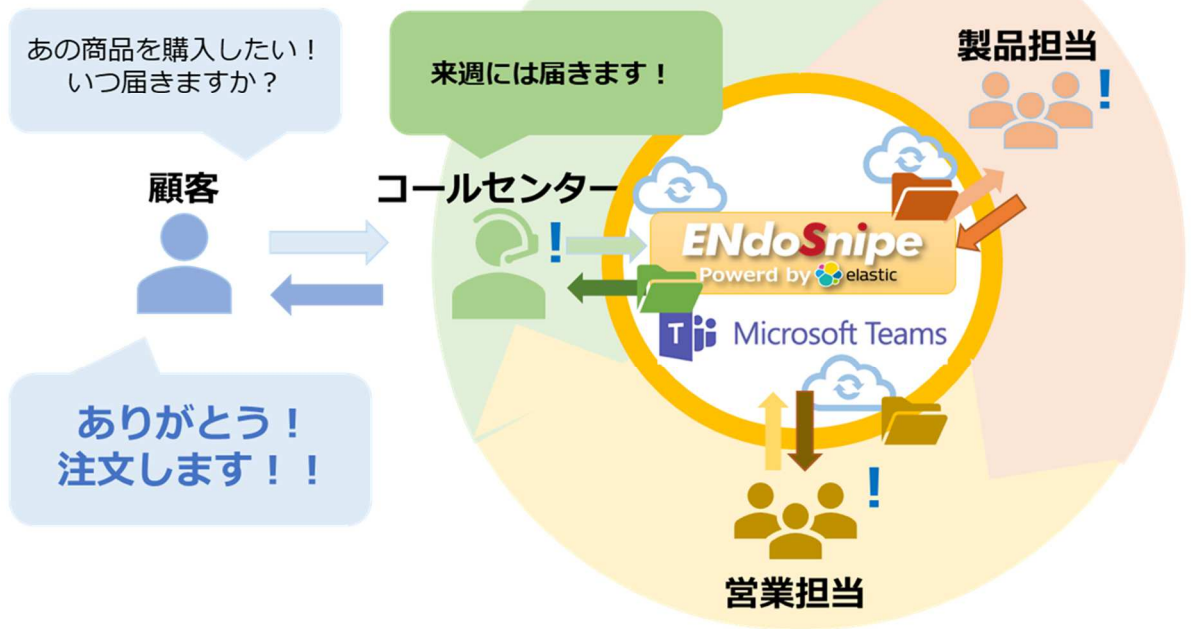 あの商品を購入したい！
いつ届きますか？
来週には届きます！
製品担当
！
顧客
コールセンター
！
ENdoSnipe
Powerd by elastic
T Microsoft Teams
ありがとう！
注文します！！
！
営業担当